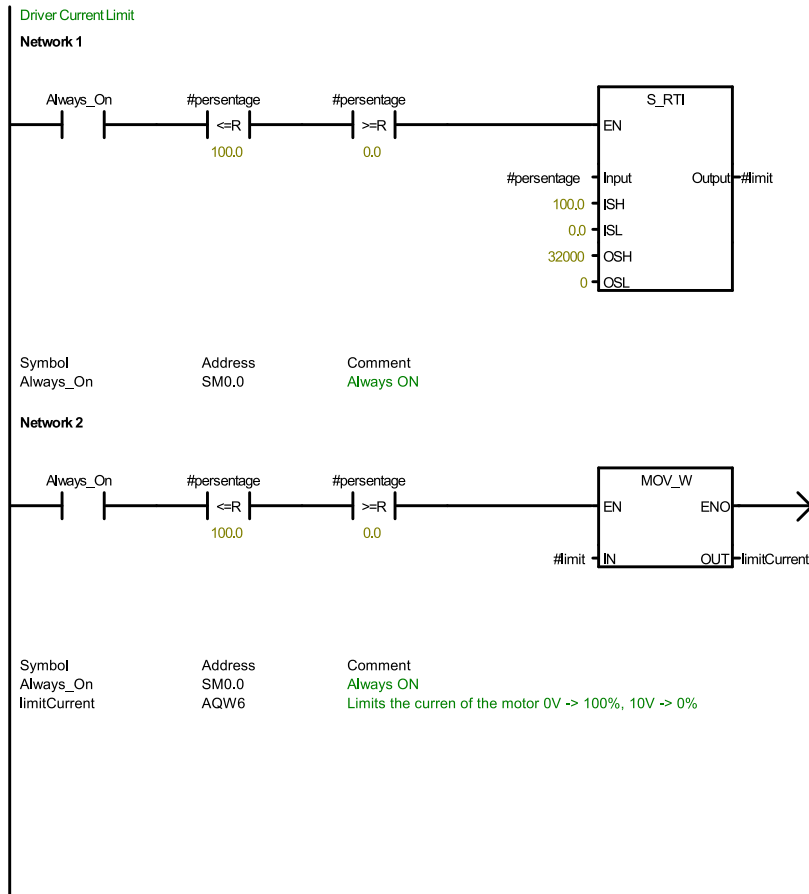 Driver Current Limit
Network 1
Always_On #persentage #persentage S_RTI
<=R >=R EN
100.0 0.0
#persentage Input Output #limit
100.0 ISH
0.0 ISL
32000 OSH
0 OSL
Symbol Address Comment
Always_On SM0.0 Always ON
Network 2
Always_On #persentage #persentage MOV_W
<=R >=R EN ENO
100.0 0.0
#limit IN OUT limitCurrent
Symbol Address Comment
Always_On SM0.0 Always ON
limitCurrent AQW6 Limits the curren of the motor 0V -> 100%, 10V -> 0%